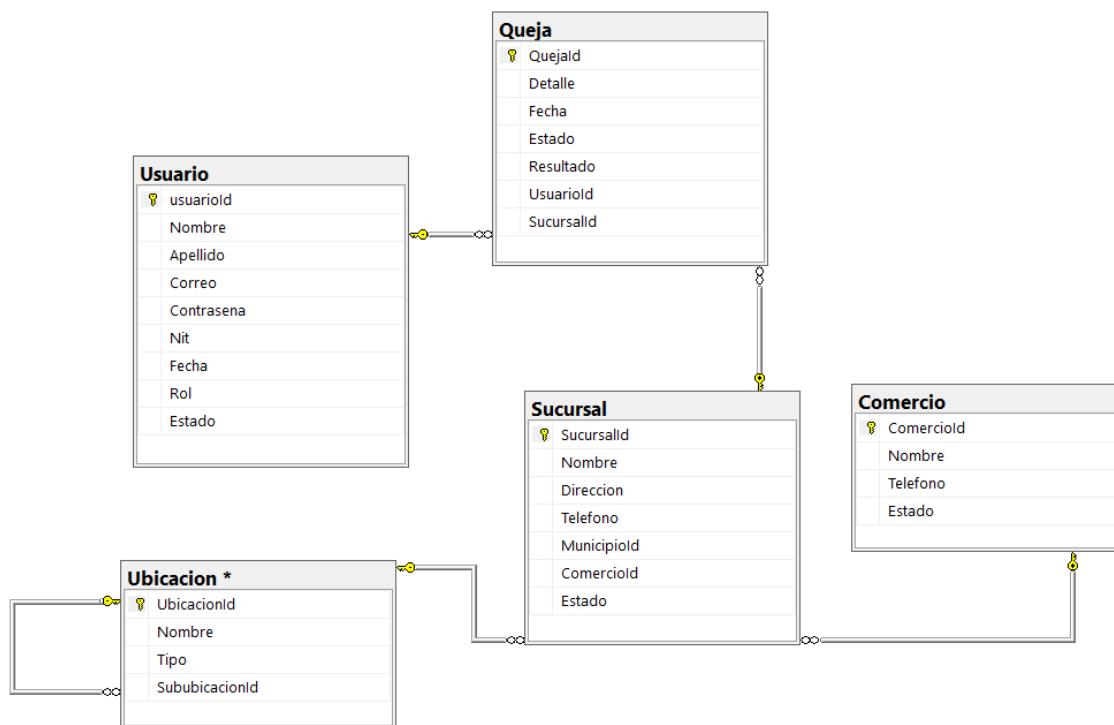 Queja
QuejaId
Detalle
Fecha
Estado
Resultado
UsuarioId
SucursalId
Usuario
usuarioId
Nombre
Apellido
Correo
Contrasena
Nit
Fecha
Rol
Estado
Sucursal
SucursalId
Nombre
Direccion
Telefono
MunicipioId
ComercioId
Estado
Comercio
ComercioId
Nombre
Telefono
Estado
Ubicacion *
UbicacionId
Nombre
Tipo
SububicacionId